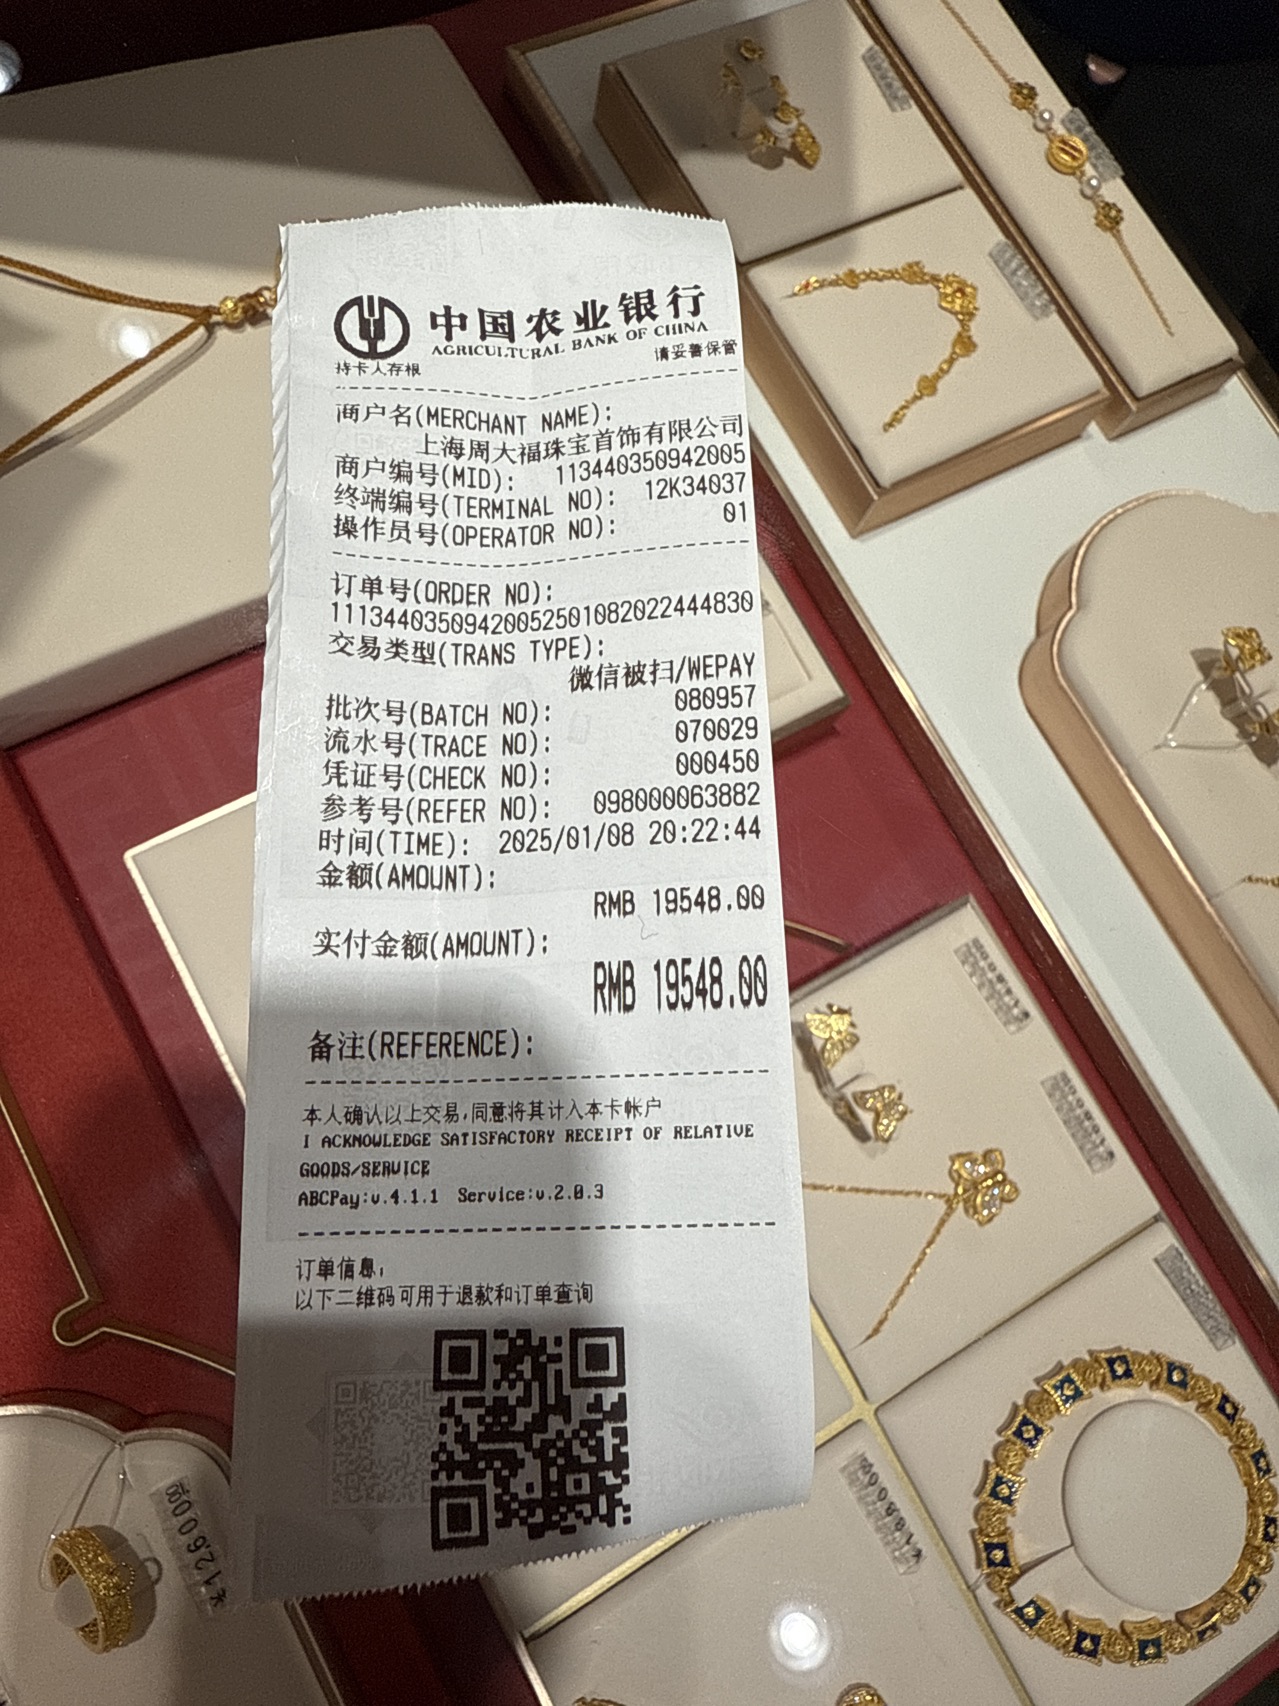 中国农业银行
AGRICULTURAL BANK OF CHINA
持卡人存根 请妥善保管
商户名(MERCHANT NAME):
上海周大福珠宝首饰有限公司
商户编号(MID): 113440350942005
终端编号(TERMINAL NO): 12K34037
操作员号(OPERATOR NO): 01
订单号(ORDER NO):
11134403509420052501082022444830
交易类型(TRANS TYPE):
微信被扫/WEPAY
批次号(BATCH NO): 080957
流水号(TRACE NO): 070029
凭证号(CHECK NO): 000450
参考号(REFER NO): 098000063882
时间(TIME): 2025/01/08 20:22:44
金额(AMOUNT):
RMB 19548.00
实付金额(AMOUNT):
RMB 19548.00
备注(REFERENCE):
本人确认以上交易,同意将其计入本卡帐户
I ACKNOWLEDGE SATISFACTORY RECEIPT OF RELATIVE
GOODS/SERVICE
ABCPay:v.4.1.1 Service:v.2.0.3
订单信息,
以下二维码可用于退款和订单查询
¥12,60000